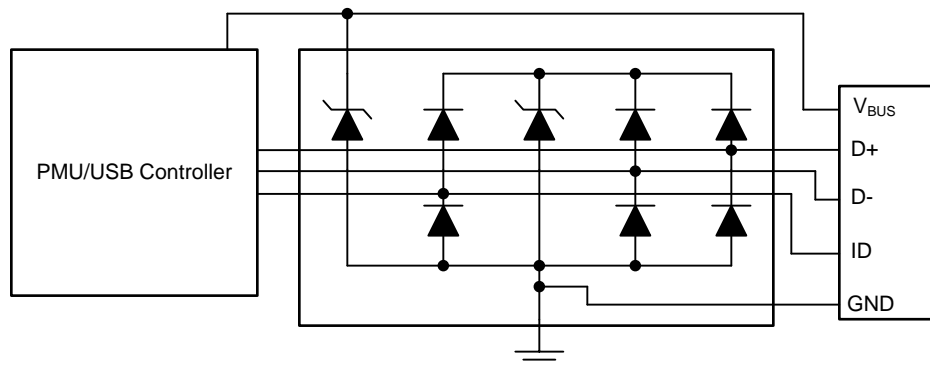 PMU/USB Controller
VBUS
D+
D-
ID
GND